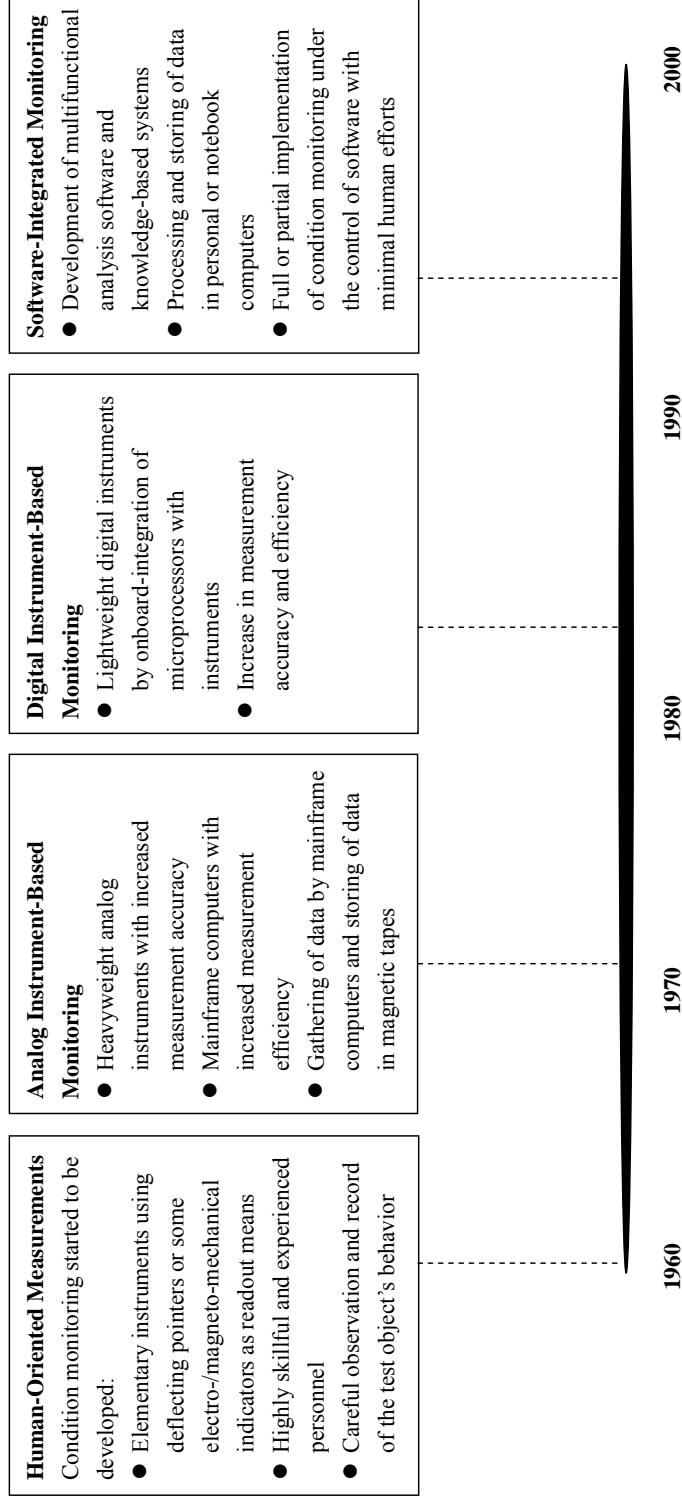 Human-Oriented Measurements
Condition monitoring started to be
developed:
● Elementary instruments using
deflecting pointers or some
electro-/magneto-mechanical
indicators as readout means
● Highly skillful and experienced
personnel
● Careful observation and record
of the test object’s behavior
Analog Instrument-Based
Monitoring
● Heavyweight analog
instruments with increased
measurement accuracy
● Mainframe computers with
increased measurement
efficiency
● Gathering of data by mainframe
computers and storing of data
in magnetic tapes
Digital Instrument-Based
Monitoring
● Lightweight digital instruments
by onboard-integration of
microprocessors with
instruments
● Increase in measurement
accuracy and efficiency
Software-Integrated Monitoring
● Development of multifunctional
analysis software and
knowledge-based systems
● Processing and storing of data
in personal or notebook
computers
● Full or partial implementation
of condition monitoring under
the control of software with
minimal human efforts
1960
1970
1980
1990
2000